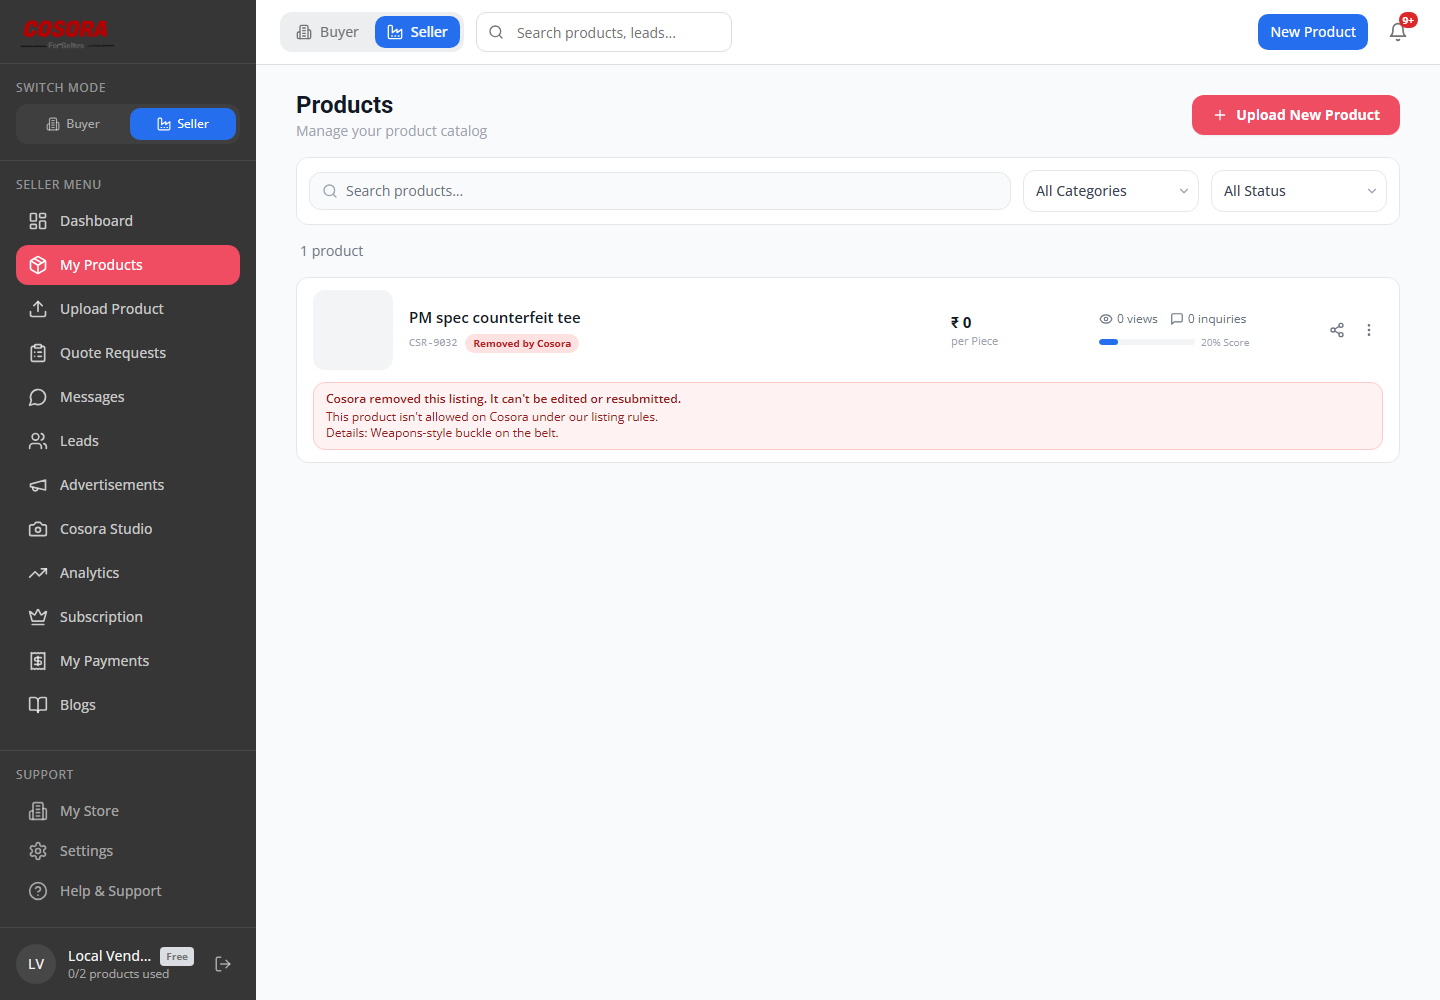 COSORA
ForSellers
SWITCH MODE
Buyer
Seller
SELLER MENU
Dashboard
My Products
Upload Product
Quote Requests
Messages
Leads
Advertisements
Cosora Studio
Analytics
Subscription
My Payments
Blogs
SUPPORT
My Store
Settings
Help & Support
LV
Local Vend...
Free
0/2 products used
Buyer
Seller
Search products, leads...
New Product
9+
Products
Manage your product catalog
Upload New Product
Search products...
All Categories
All Status
1 product
PM spec counterfeit tee
CSR-9032
Removed by Cosora
₹ 0
per Piece
0 views
0 inquiries
20% Score
Cosora removed this listing. It can't be edited or resubmitted.
This product isn't allowed on Cosora under our listing rules.
Details: Weapons-style buckle on the belt.